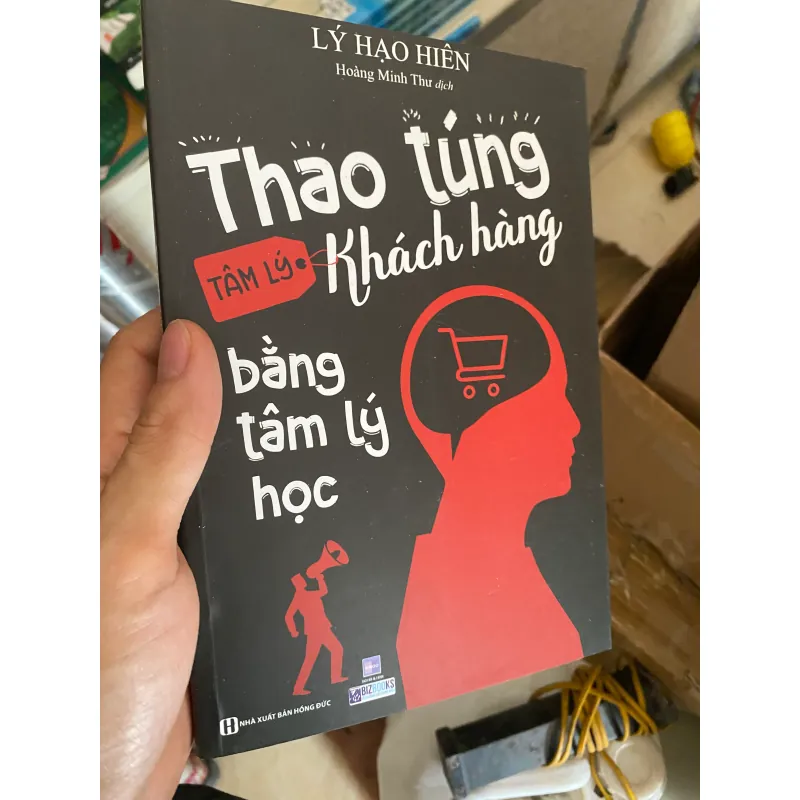 LÝ HẠO HIÊN
Hoàng Minh Thư dịch
Thao túng
TÂM LÝ
Khách hàng
bằng
tâm lý
học
BIZBOOKS
NHÀ XUẤT BẢN HỒNG ĐỨC